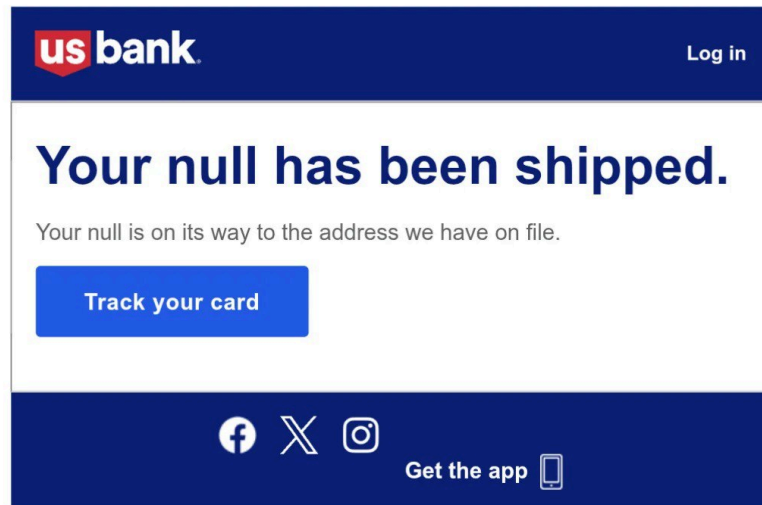 us bank.
Log in
Your null has been shipped.
Your null is on its way to the address we have on file.
Track your card
Get the app